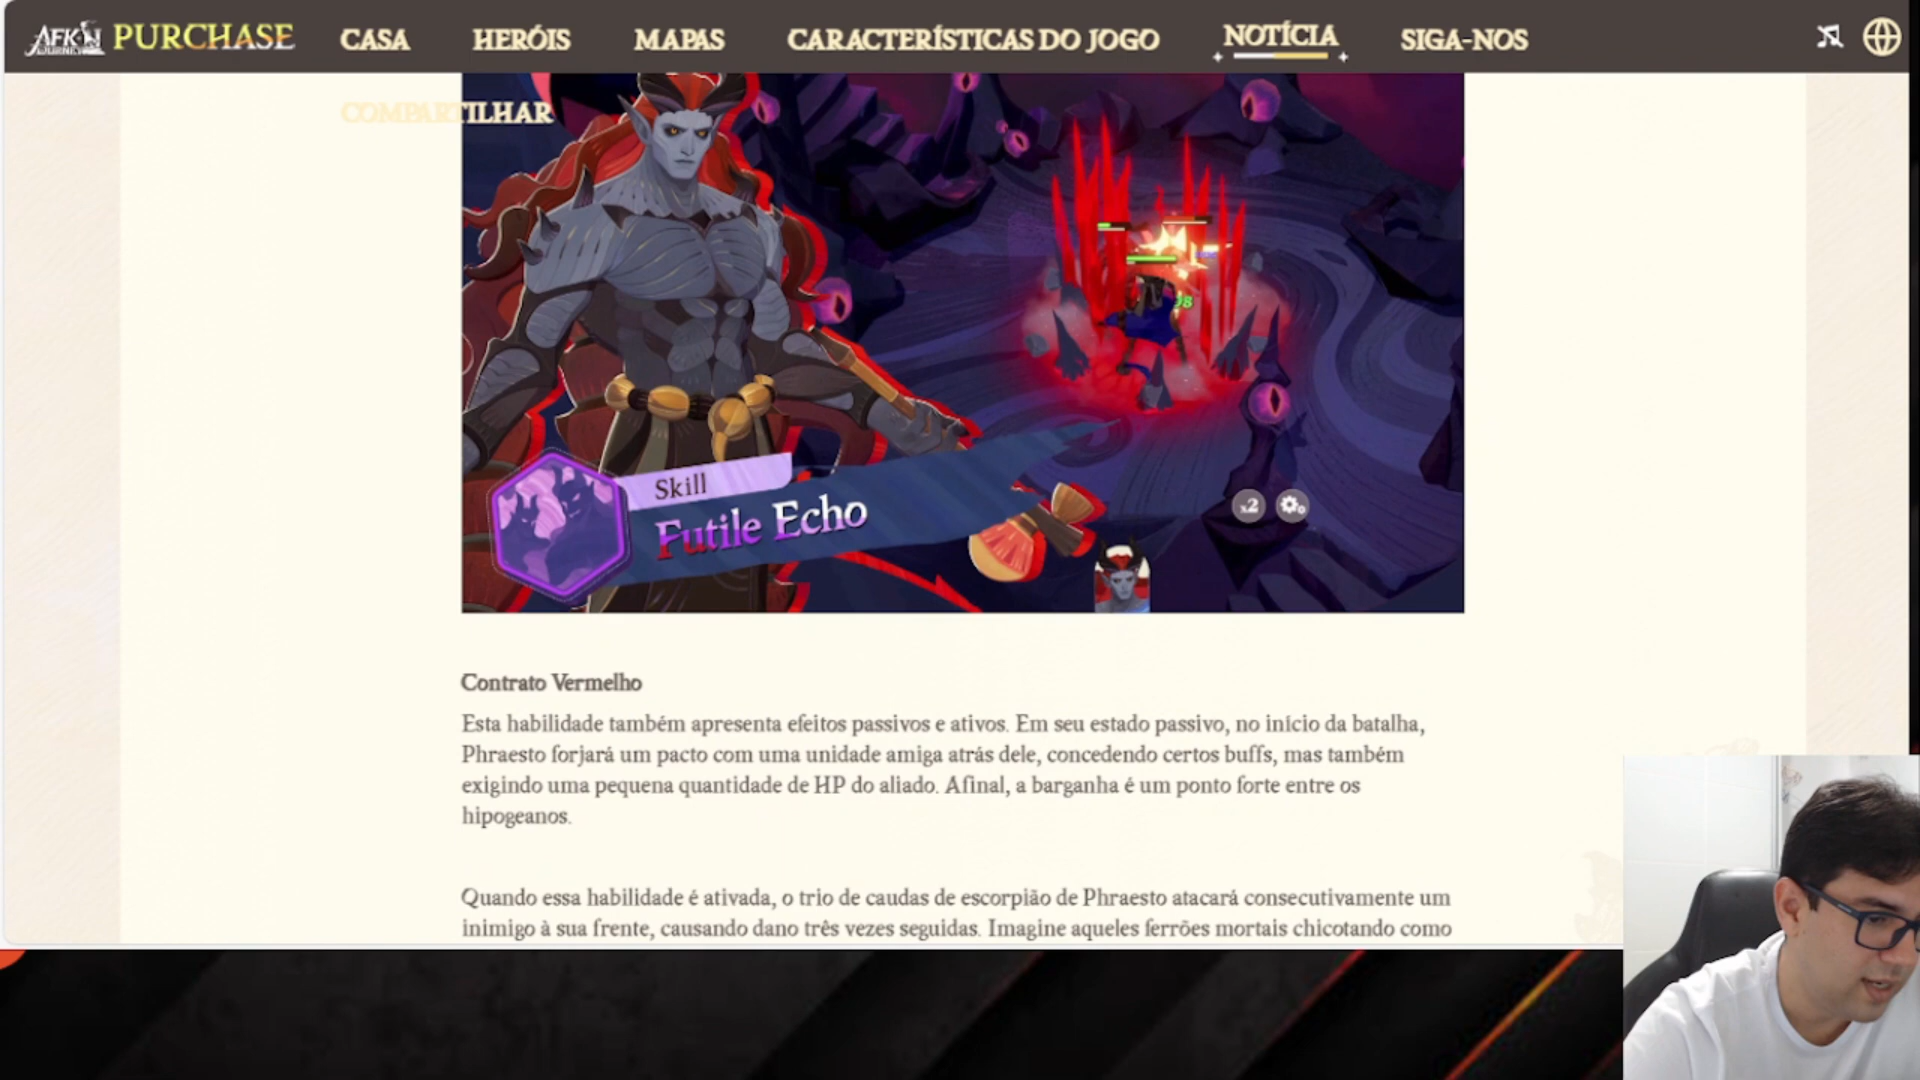 AFK JOURNEY
PURCHASE
CASA
HERÓIS
MAPAS
CARACTERÍSTICAS DO JOGO
NOTÍCIA
SIGA-NOS
COMPARTILHAR
Skill
Futile Echo
x2
Contrato Vermelho
Esta habilidade também apresenta efeitos passivos e ativos. Em seu estado passivo, no início da batalha,
Phraesto forjará um pacto com uma unidade amiga atrás dele, concedendo certos buffs, mas também
exigindo uma pequena quantidade de HP do aliado. Afinal, a barganha é um ponto forte entre os
hipogeanos.
Quando essa habilidade é ativada, o trio de caudas de escorpião de Phraesto atacará consecutivamente um
inimigo à sua frente, causando dano três vezes seguidas. Imagine aqueles ferrões mortais chicoteando como